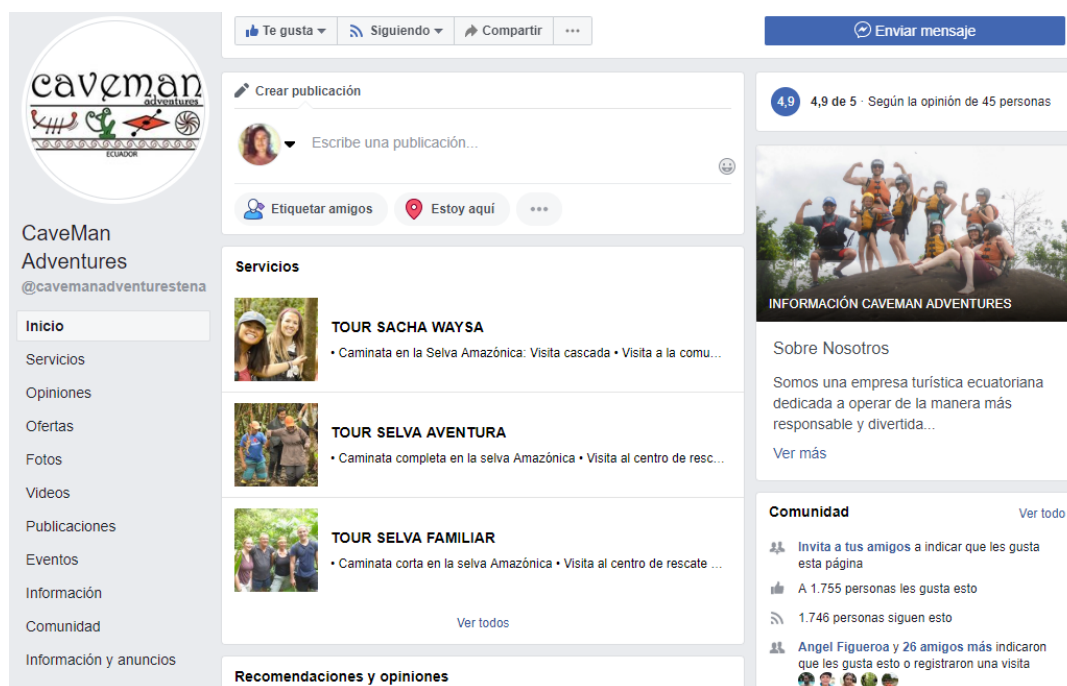 caveman
adventures
ECUADOR
CaveMan
Adventures
@cavemanadventurestena
Inicio
Servicios
Opiniones
Ofertas
Fotos
Videos
Publicaciones
Eventos
Información
Comunidad
Información y anuncios
Te gusta
Siguiendo
Compartir
Crear publicación
Escribe una publicación...
Etiquetar amigos
Estoy aquí
Servicios
TOUR SACHA WAYSA
• Caminata en la Selva Amazónica: Visita cascada • Visita a la comu...
TOUR SELVA AVENTURA
• Caminata completa en la selva Amazónica • Visita al centro de resc...
TOUR SELVA FAMILIAR
• Caminata corta en la selva Amazónica • Visita al centro de rescate ...
Ver todos
Recomendaciones y opiniones
Enviar mensaje
4,9
4,9 de 5 · Según la opinión de 45 personas
INFORMACIÓN CAVEMAN ADVENTURES
Sobre Nosotros
Somos una empresa turística ecuatoriana
dedicada a operar de la manera más
responsable y divertida...
Ver más
Comunidad
Ver todo
Invita a tus amigos a indicar que les gusta
esta página
A 1.755 personas les gusta esto
1.746 personas siguen esto
Angel Figueroa y 26 amigos más indicaron
que les gusta esto o registraron una visita